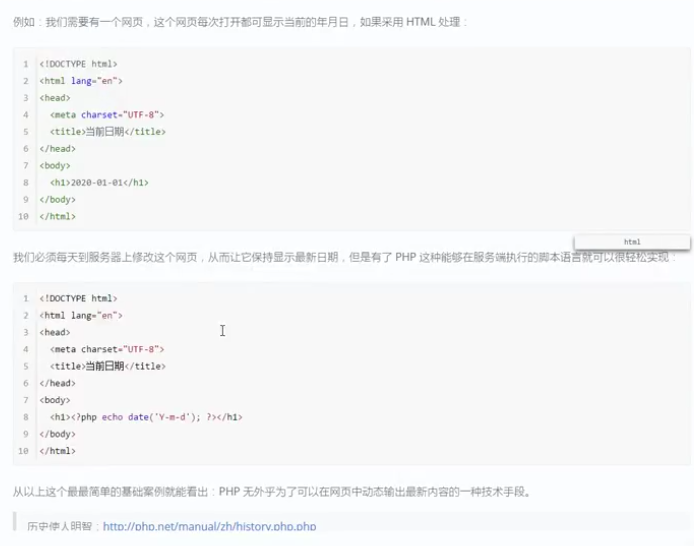 例如：我们需要有一个网页，这个网页每次打开都可显示当前的年月日，如果采用 HTML 处理：
1 <!DOCTYPE html>
2 <html lang="en">
3 <head>
4 <meta charset="UTF-8">
5 <title>当前日期</title>
6 </head>
7 <body>
8 <h1>2020-01-01</h1>
9 </body>
10 </html>
html
我们必须每天到服务器上修改这个网页，从而让它保持显示最新日期，但是有了 PHP 这种能够在服务端执行的脚本语言就可以很轻松实现：
1 <!DOCTYPE html>
2 <html lang="en">
3 <head>
4 <meta charset="UTF-8">
5 <title>当前日期</title>
6 </head>
7 <body>
8 <h1><?php echo date('Y-m-d'); ?></h1>
9 </body>
10 </html>
从以上这个最最简单的基础案例就能看出：PHP 无外乎为了可以在网页中动态输出最新内容的一种技术手段。
历史使人明智：http://php.net/manual/zh/history.php.php